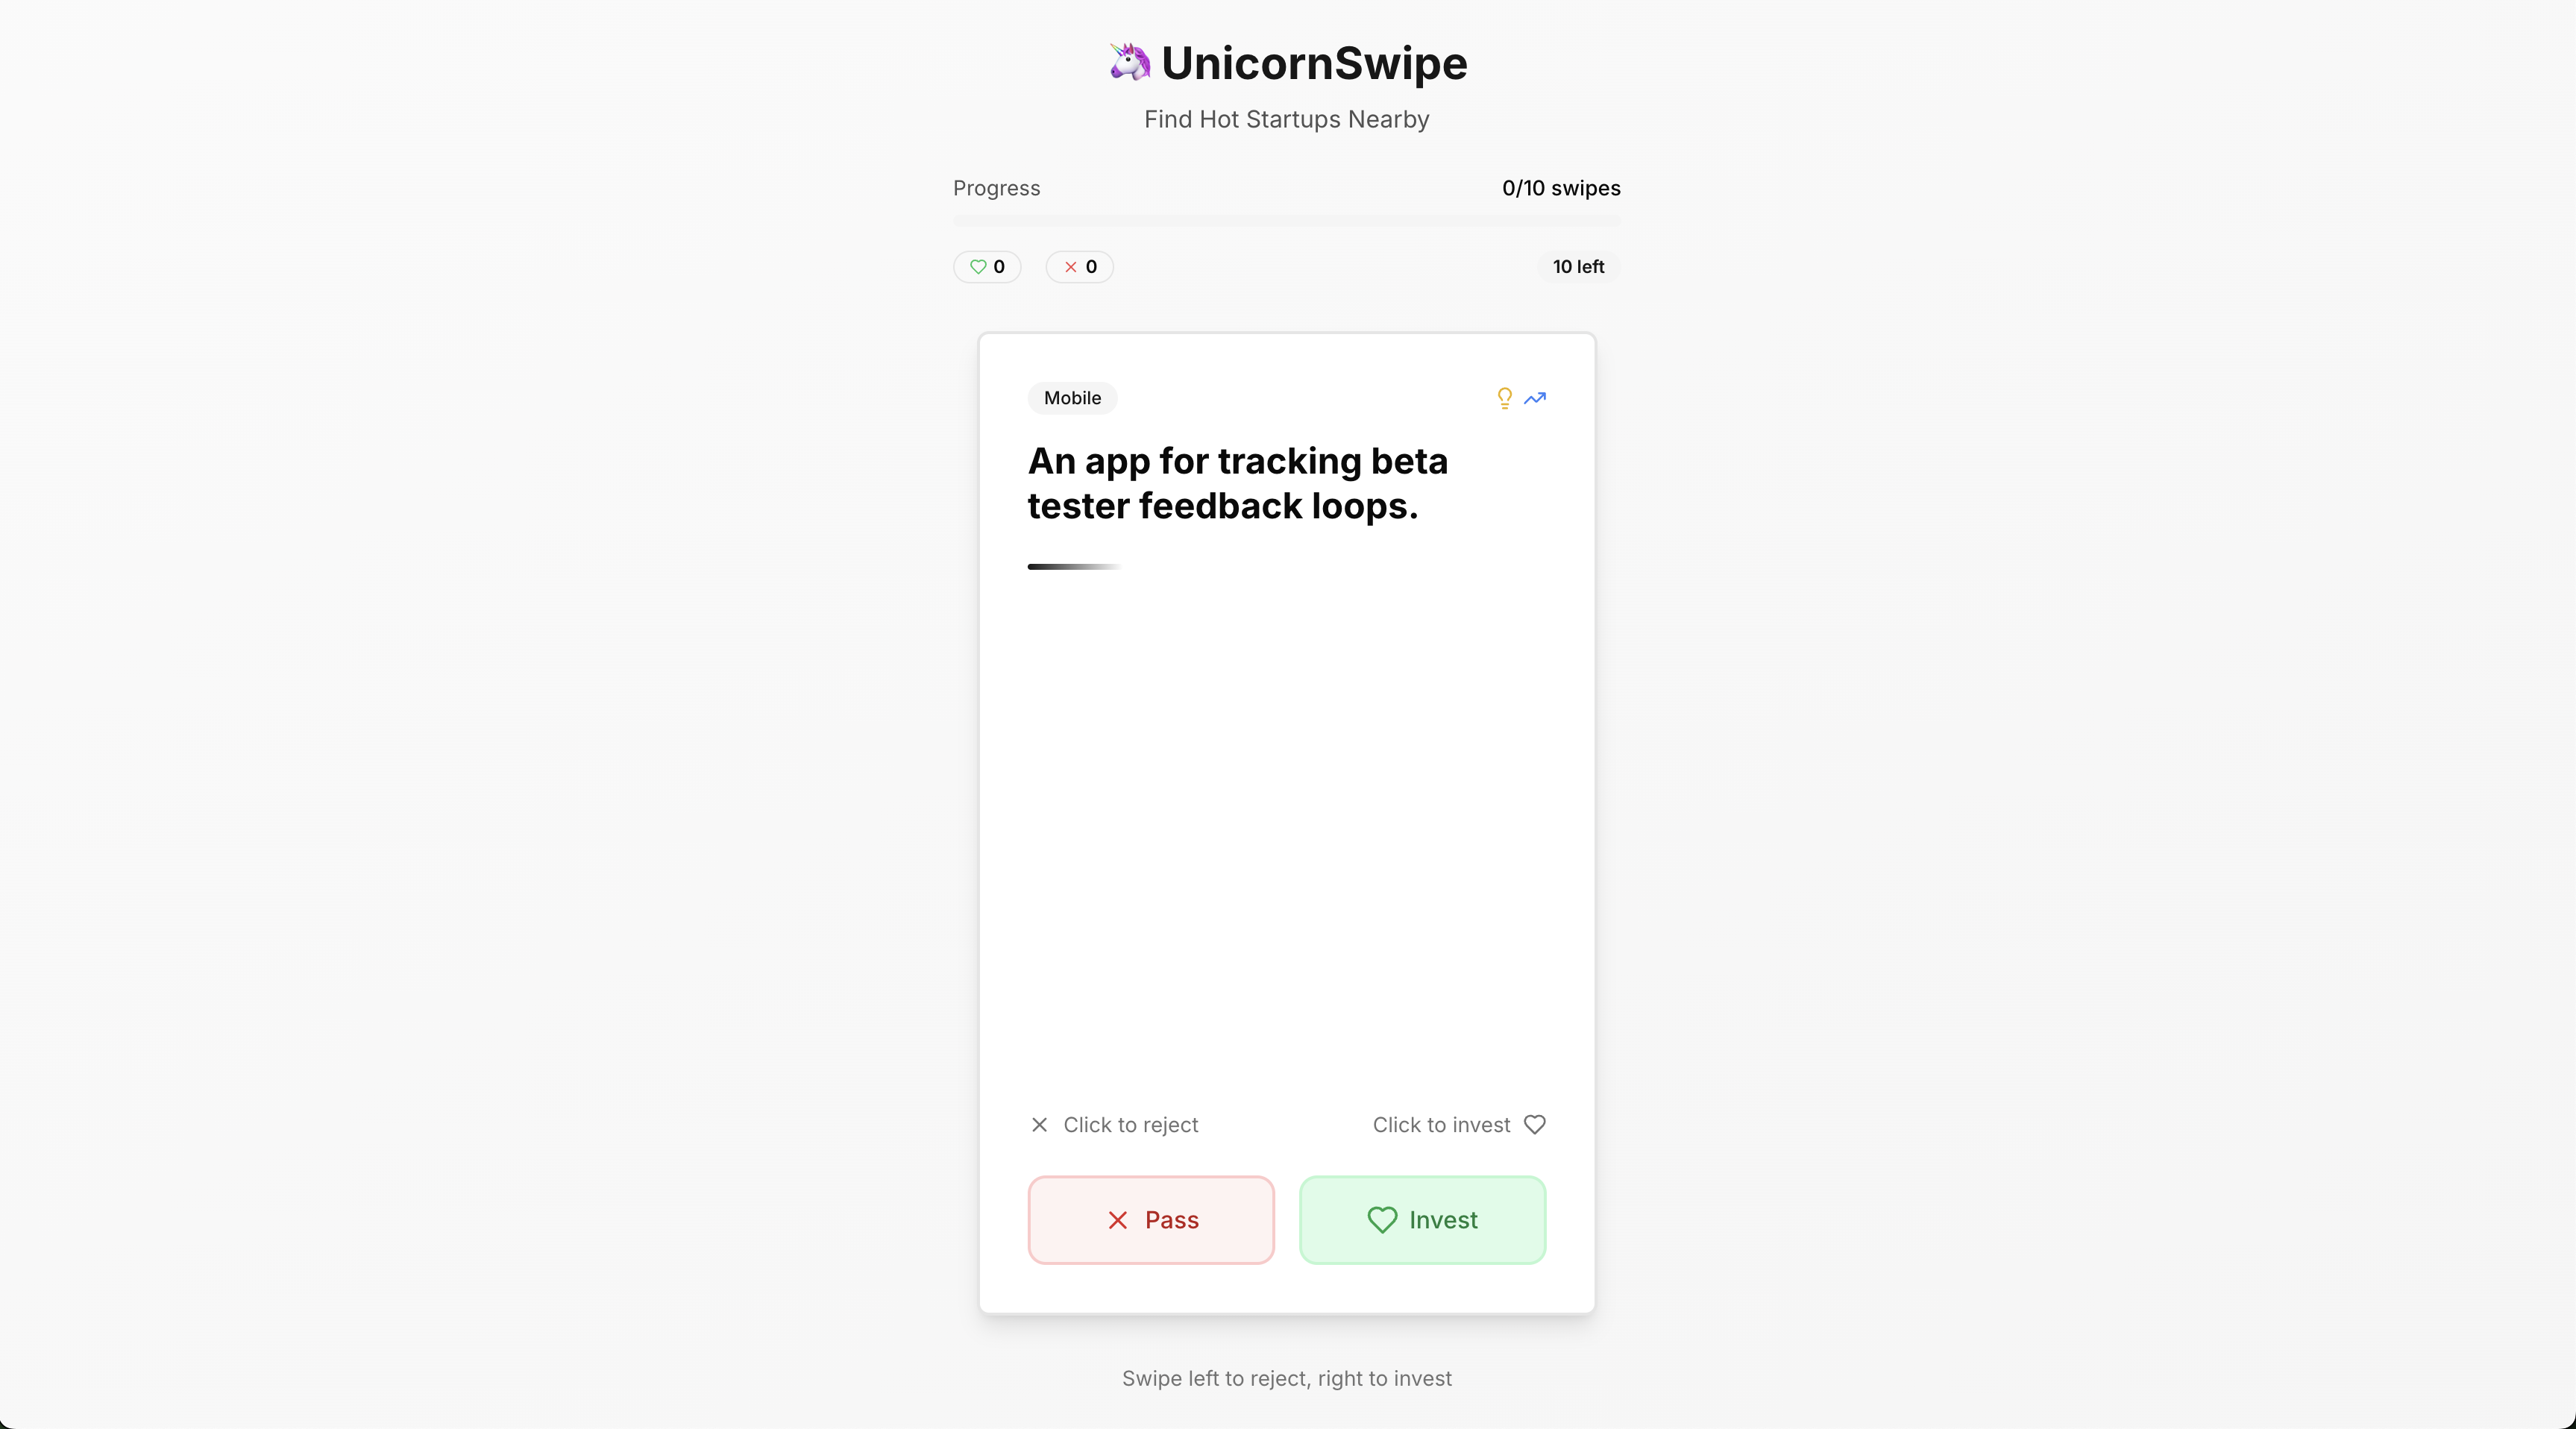 UnicornSwipe
Find Hot Startups Nearby
Progress
0/10 swipes
0
0
10 left
Mobile
An app for tracking beta
tester feedback loops.
Click to reject
Click to invest
Pass
Invest
Swipe left to reject, right to invest